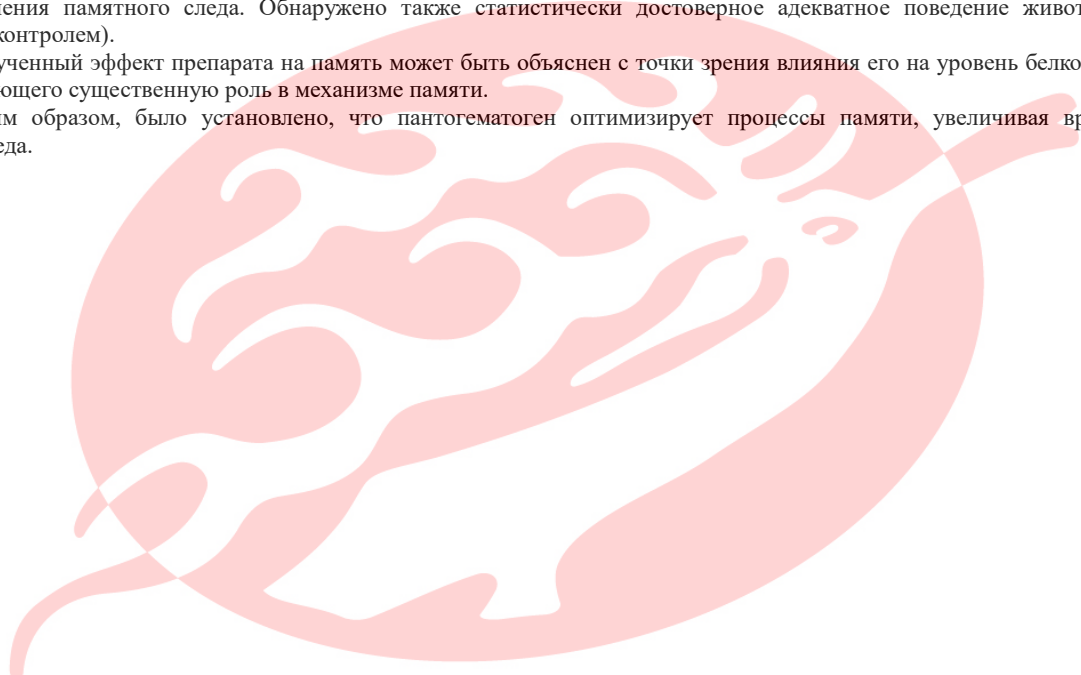 ления памятного следа. Обнаружено также статистически достоверное адекватное поведение живот
контролем).
ученный эффект препарата на память может быть объяснен с точки зрения влияния его на уровень белко
ющего существенную роль в механизме памяти.
им образом, было установлено, что пантогематоген оптимизирует процессы памяти, увеличивая вр
еда.